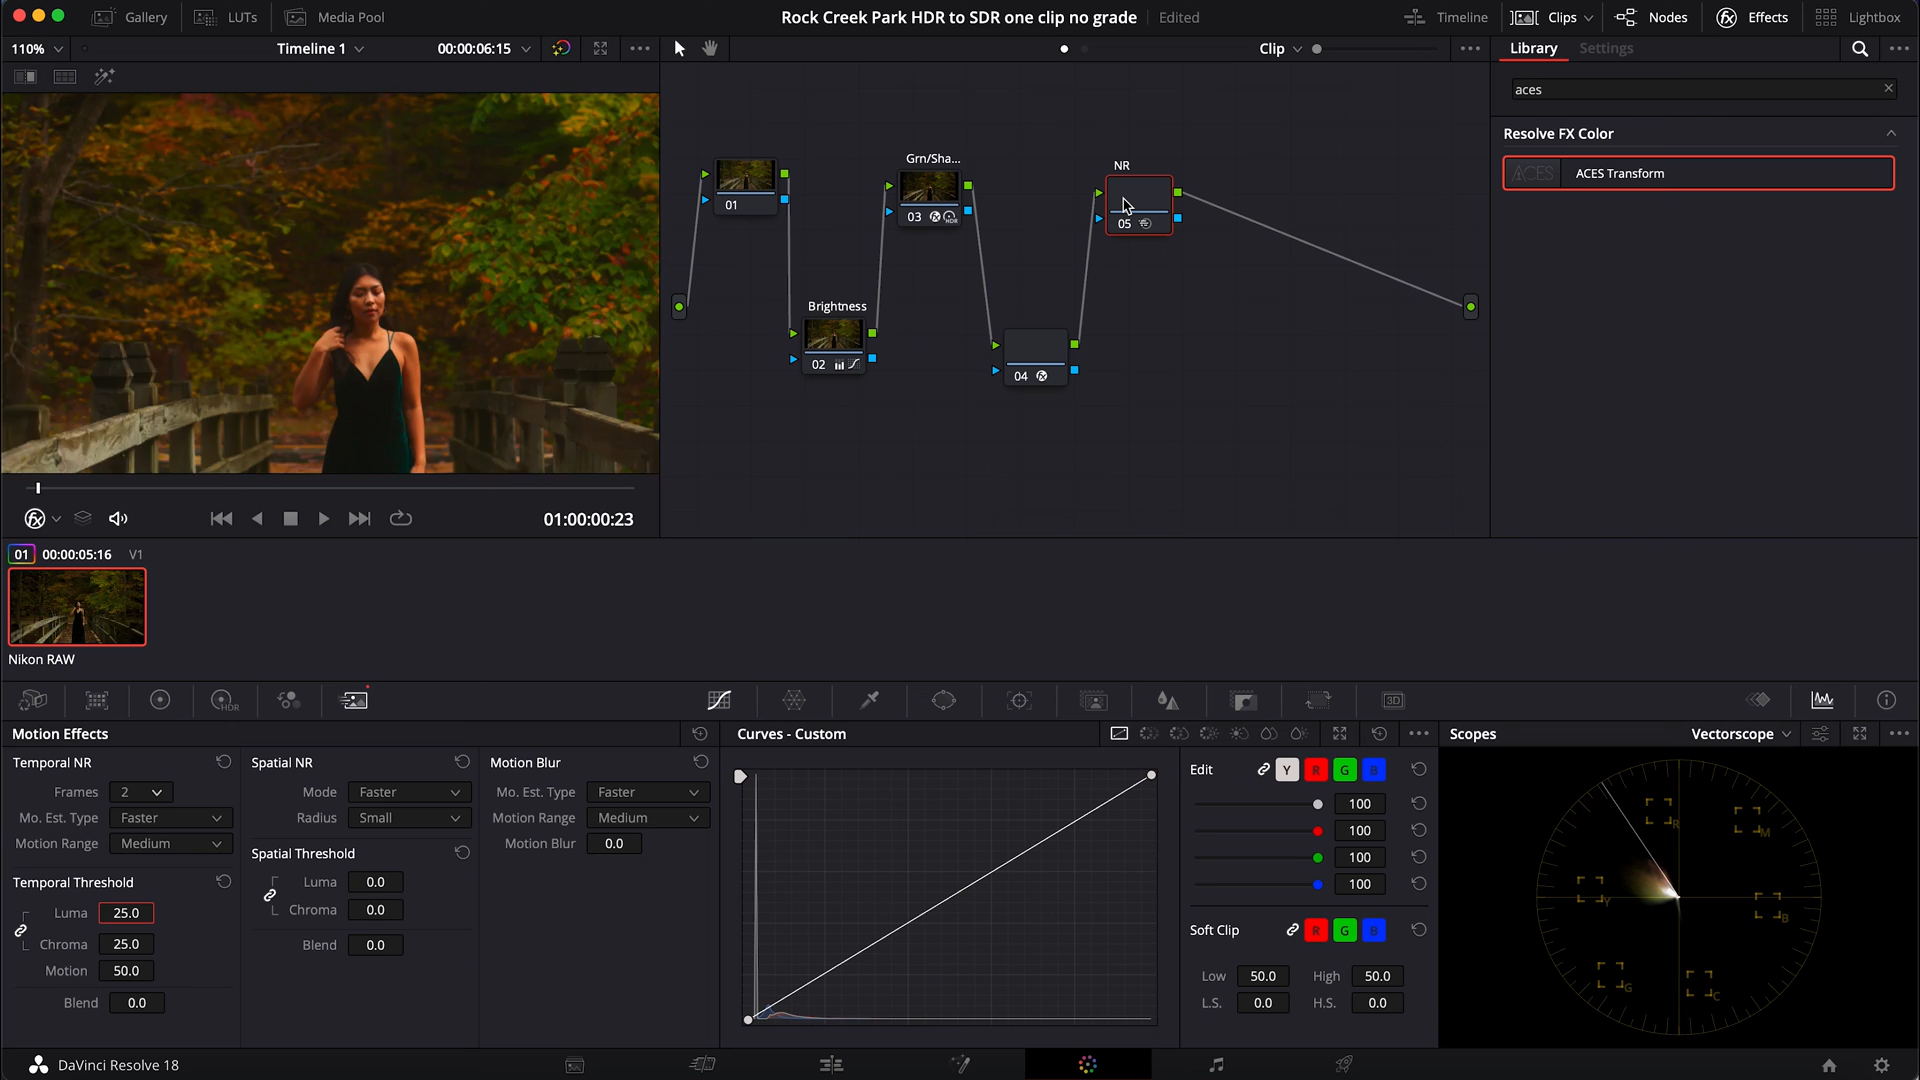 Gallery
LUTs
Media Pool
Rock Creek Park HDR to SDR one clip no grade
Edited
Timeline
Clips
Nodes
Effects
Lightbox
110%
Timeline 1
00:00:06:15
Clip
Library
Settings
aces
Resolve FX Color
ACES
ACES Transform
Grn/Sha...
NR
01
03
HDR
05
Brightness
02
04
01:00:00:23
01 00:00:05:16 V1
Nikon RAW
HDR
3D
Motion Effects
Temporal NR
Frames 2
Mo. Est. Type Faster
Motion Range Medium
Temporal Threshold
Luma 25.0
Chroma 25.0
Motion 50.0
Blend 0.0
Spatial NR
Mode Faster
Radius Small
Spatial Threshold
Luma 0.0
Chroma 0.0
Blend 0.0
Motion Blur
Mo. Est. Type Faster
Motion Range Medium
Motion Blur 0.0
Curves - Custom
Edit Y R G B
100
100
100
100
Soft Clip R G B
Low 50.0 High 50.0
L.S. 0.0 H.S. 0.0
Scopes
Vectorscope
R
M
Y
B
G
C
DaVinci Resolve 18